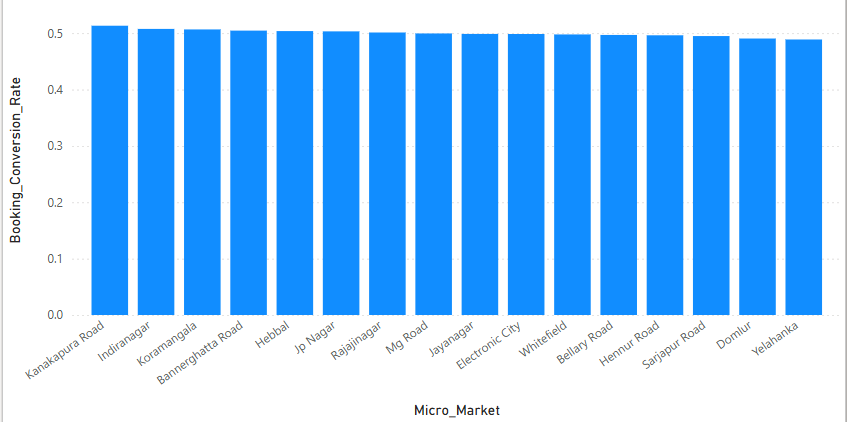 Booking_Conversion_Rate
0.5
0.4
0.3
0.2
0.1
0.0
Kanakapura Road
Indiranagar
Koramangala
Bannerghatta Road
Hebbal
Jp Nagar
Rajajinagar
Mg Road
Jayanagar
Electronic City
Whitefield
Bellary Road
Hennur Road
Sarjapur Road
Domlur
Yelahanka
Micro_Market